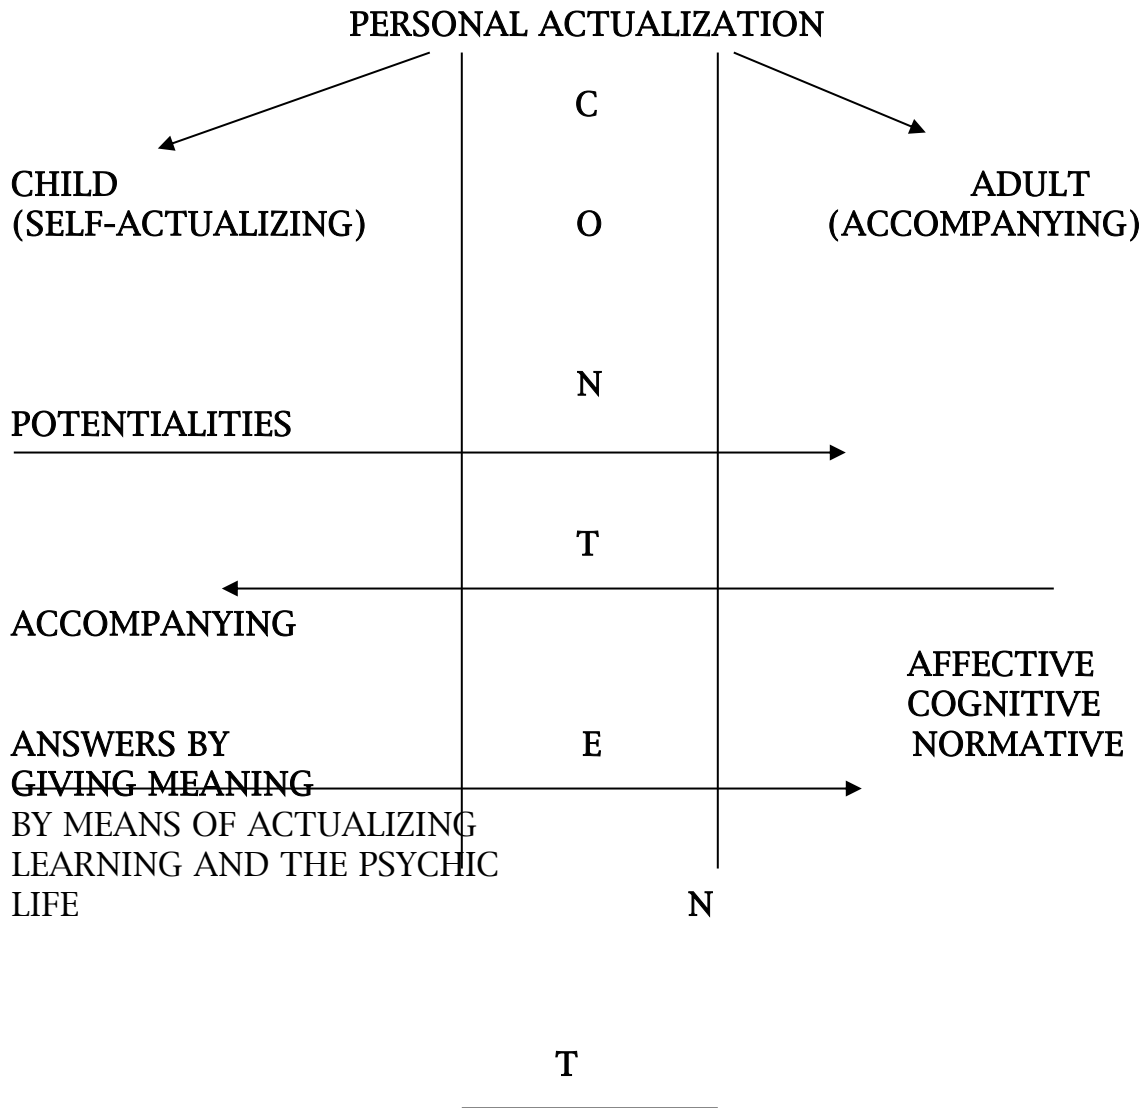 PERSONAL ACTUALIZATION
C
CHILD ADULT
(SELF-ACTUALIZING) O (ACCOMPANYING)
N
POTENTIALITIES
T
ACCOMPANYING
AFFECTIVE
COGNITIVE
ANSWERS BY E NORMATIVE
GIVING MEANING
BY MEANS OF ACTUALIZING
LEARNING AND THE PSYCHIC
LIFE N
T